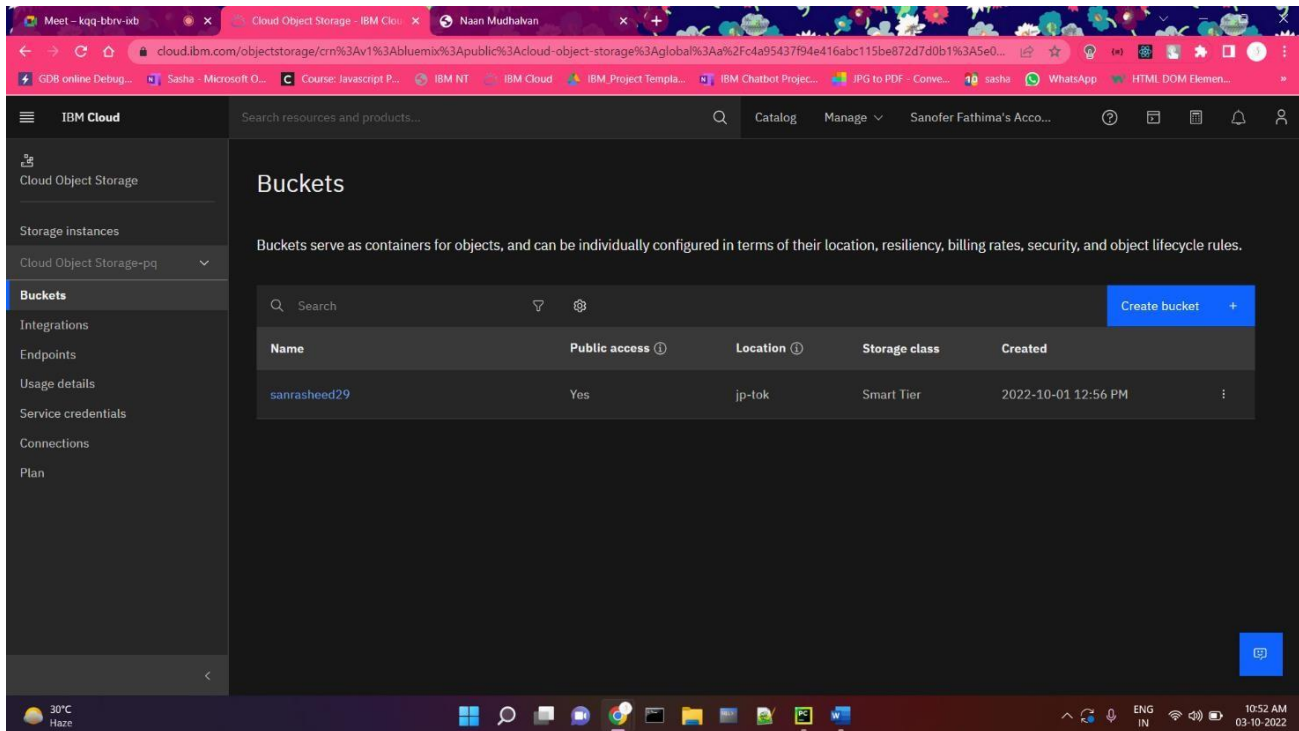 Meet – kqq-bbrv-ixb
Cloud Object Storage - IBM Clou
Naan Mudhalvan
cloud.ibm.com/objectstorage/crn%3Av1%3Abluemix%3Apublic%3Acloud-object-storage%3Aglobal%3Aa%2Fc4a95437f94e416abc115be872d7d0b1%3A5e0...
GDB online Debug...
Sasha - Microsoft O...
Course: Javascript P...
IBM NT
IBM Cloud
IBM_Project Templa...
IBM Chatbot Projec...
JPG to PDF - Conve...
sasha
WhatsApp
HTML DOM Elemen...
IBM Cloud
Search resources and products...
Catalog
Manage
Sanofer Fathima's Acco...
Cloud Object Storage
Storage instances
Cloud Object Storage-pq
Buckets
Integrations
Endpoints
Usage details
Service credentials
Connections
Plan
Buckets
Buckets serve as containers for objects, and can be individually configured in terms of their location, resiliency, billing rates, security, and object lifecycle rules.
Search
Create bucket +
Name Public access Location Storage class Created
sanrasheed29 Yes jp-tok Smart Tier 2022-10-01 12:56 PM
30°C
Haze
ENG
IN
10:52 AM
03-10-2022